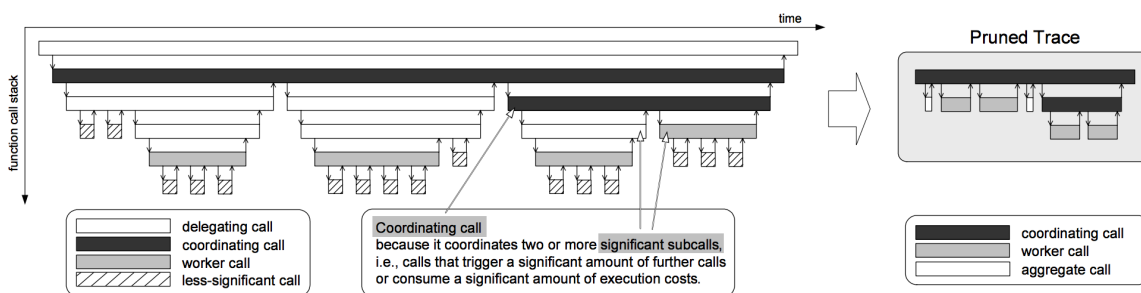 time
function call stack
Pruned Trace
delegating call
coordinating call
worker call
less-significant call
Coordinating call
because it coordinates two or more significant subcalls,
i.e., calls that trigger a significant amount of further calls
or consume a significant amount of execution costs.
coordinating call
worker call
aggregate call